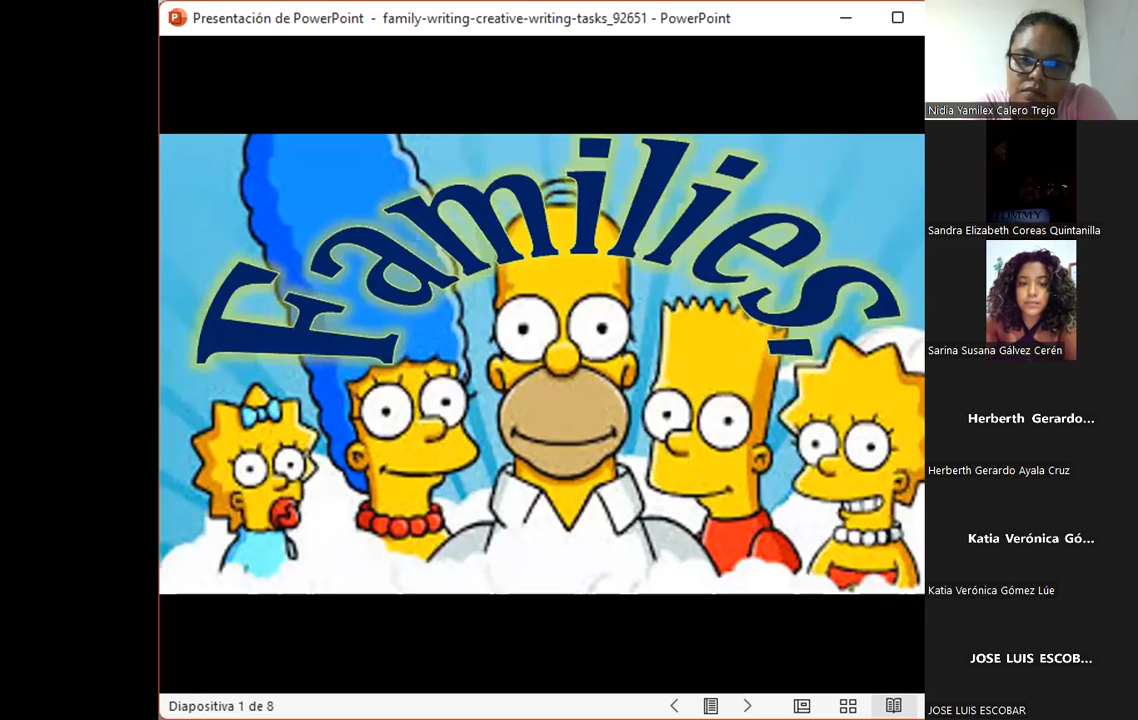 Presentación de PowerPoint - family-writing-creative-writing-tasks_92651 - PowerPoint
Families
Diapositiva 1 de 8
Nidia Yamilex Calero Trejo
Sandra Elizabeth Coreas Quintanilla
Sarina Susana Gálvez Cerén
Herberth Gerardo...
Herberth Gerardo Ayala Cruz
Katia Verónica Gó...
Katia Verónica Gómez Lúe
JOSE LUIS ESCOB...
JOSE LUIS ESCOBAR